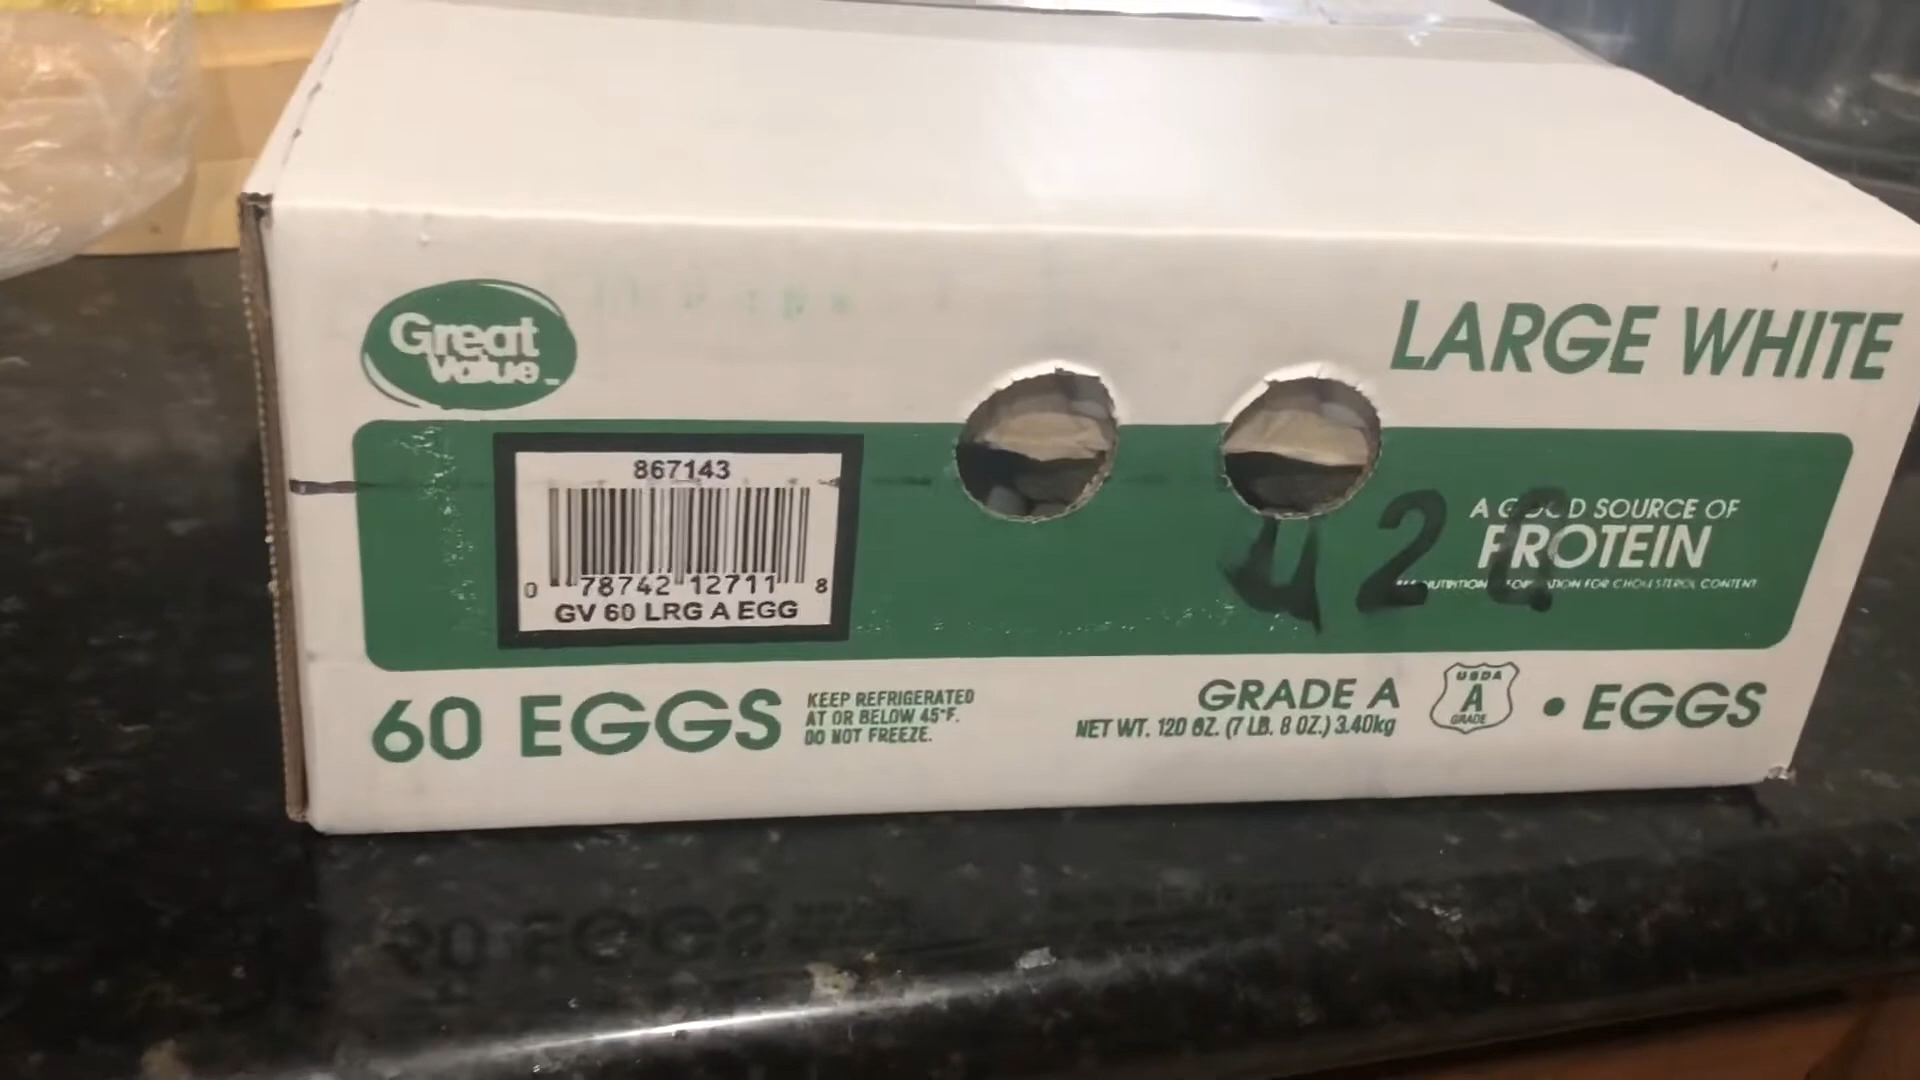 Great
Value
LARGE WHITE
867143
0 78742 12711 8
GV 60 LRG A EGG
A GOOD SOURCE OF
PROTEIN
NUTRITION INFORMATION FOR CHOLESTEROL CONTENT
42
60 EGGS
KEEP REFRIGERATED
AT OR BELOW 45°F.
DO NOT FREEZE.
GRADE A
NET WT. 120 OZ. (7 LB. 8 OZ.) 3.40kg
USDA
A
GRADE
• EGGS